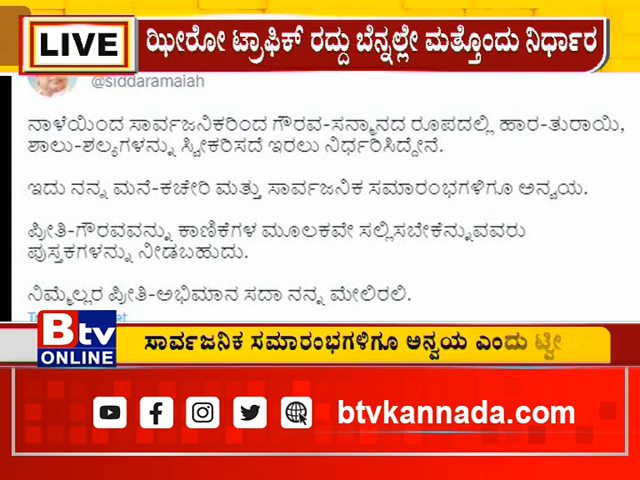 LIVE
ಝೀರೋ ಟ್ರಾಫಿಕ್ ರದ್ದು ಬೆನ್ನಲ್ಲೇ ಮತ್ತೊಂದು ನಿರ್ಧಾರ
@siddaramaiah
ನಾಳೆಯಿಂದ ಸಾರ್ವಜನಿಕರಿಂದ ಗೌರವ-ಸನ್ಮಾನದ ರೂಪದಲ್ಲಿ ಹಾರ-ತುರಾಯಿ,
ಶಾಲು-ಶಲ್ಯಗಳನ್ನು ಸ್ವೀಕರಿಸದೆ ಇರಲು ನಿರ್ಧರಿಸಿದ್ದೇನೆ.
ಇದು ನನ್ನ ಮನೆ-ಕಚೇರಿ ಮತ್ತು ಸಾರ್ವಜನಿಕ ಸಮಾರಂಭಗಳಿಗೂ ಅನ್ವಯ.
ಪ್ರೀತಿ-ಗೌರವವನ್ನು ಕಾಣಿಕೆಗಳ ಮೂಲಕವೇ ಸಲ್ಲಿಸಬೇಕೆನ್ನುವವರು
ಪುಸ್ತಕಗಳನ್ನು ನೀಡಬಹುದು.
ನಿಮ್ಮೆಲ್ಲರ ಪ್ರೀತಿ-ಅಭಿಮಾನ ಸದಾ ನನ್ನ ಮೇಲಿರಲಿ.
Btv
ONLINE
ಸಾರ್ವಜನಿಕ ಸಮಾರಂಭಗಳಿಗೂ ಅನ್ವಯ ಎಂದು ಟ್ವೀ
btvkannada.com